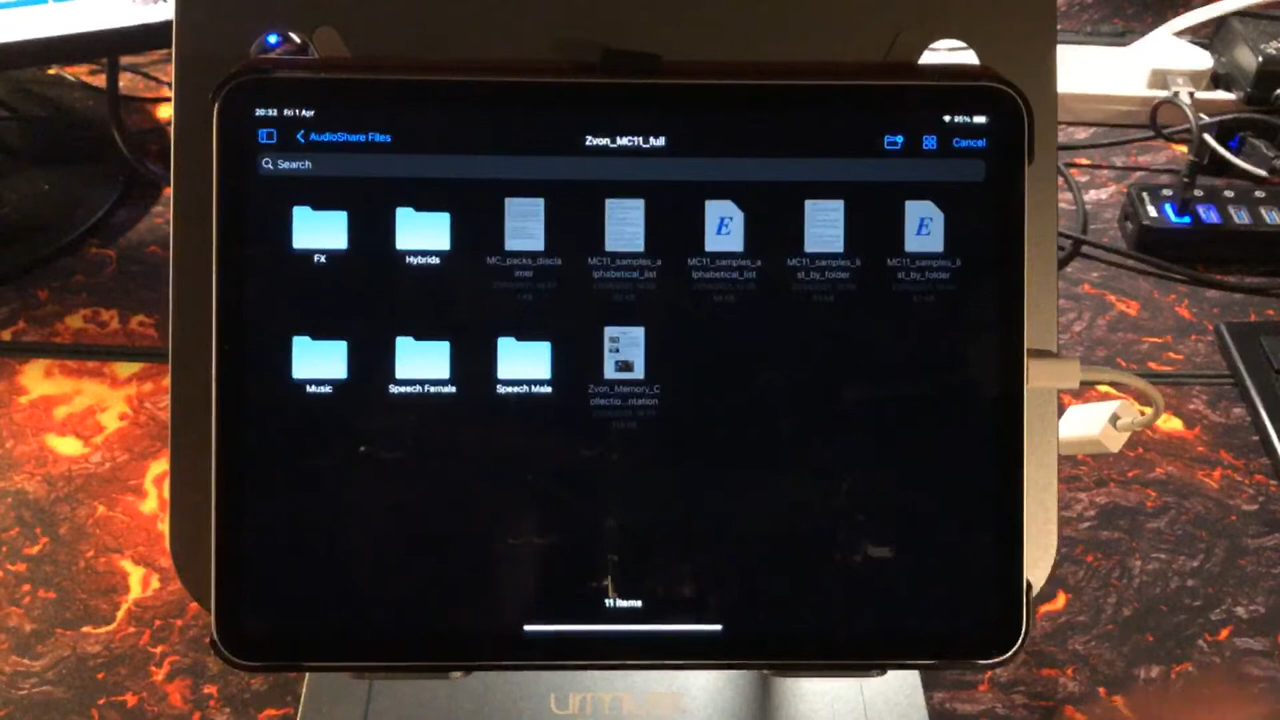 20:33 Fri 1 Apr
95%
AudioShare Files
Zvon_MC11_full
Cancel
Search
FX
Hybrids
MC_packs_discla
imer
MC11_samples_a
lphabetical_list
MC11_samples_a
lphabetical_list
MC11_samples_li
st_by_folder
MC11_samples_li
st_by_folder
Music
Speech Female
Speech Male
Zvon_Memory_C
ollectio...ntation
11 items